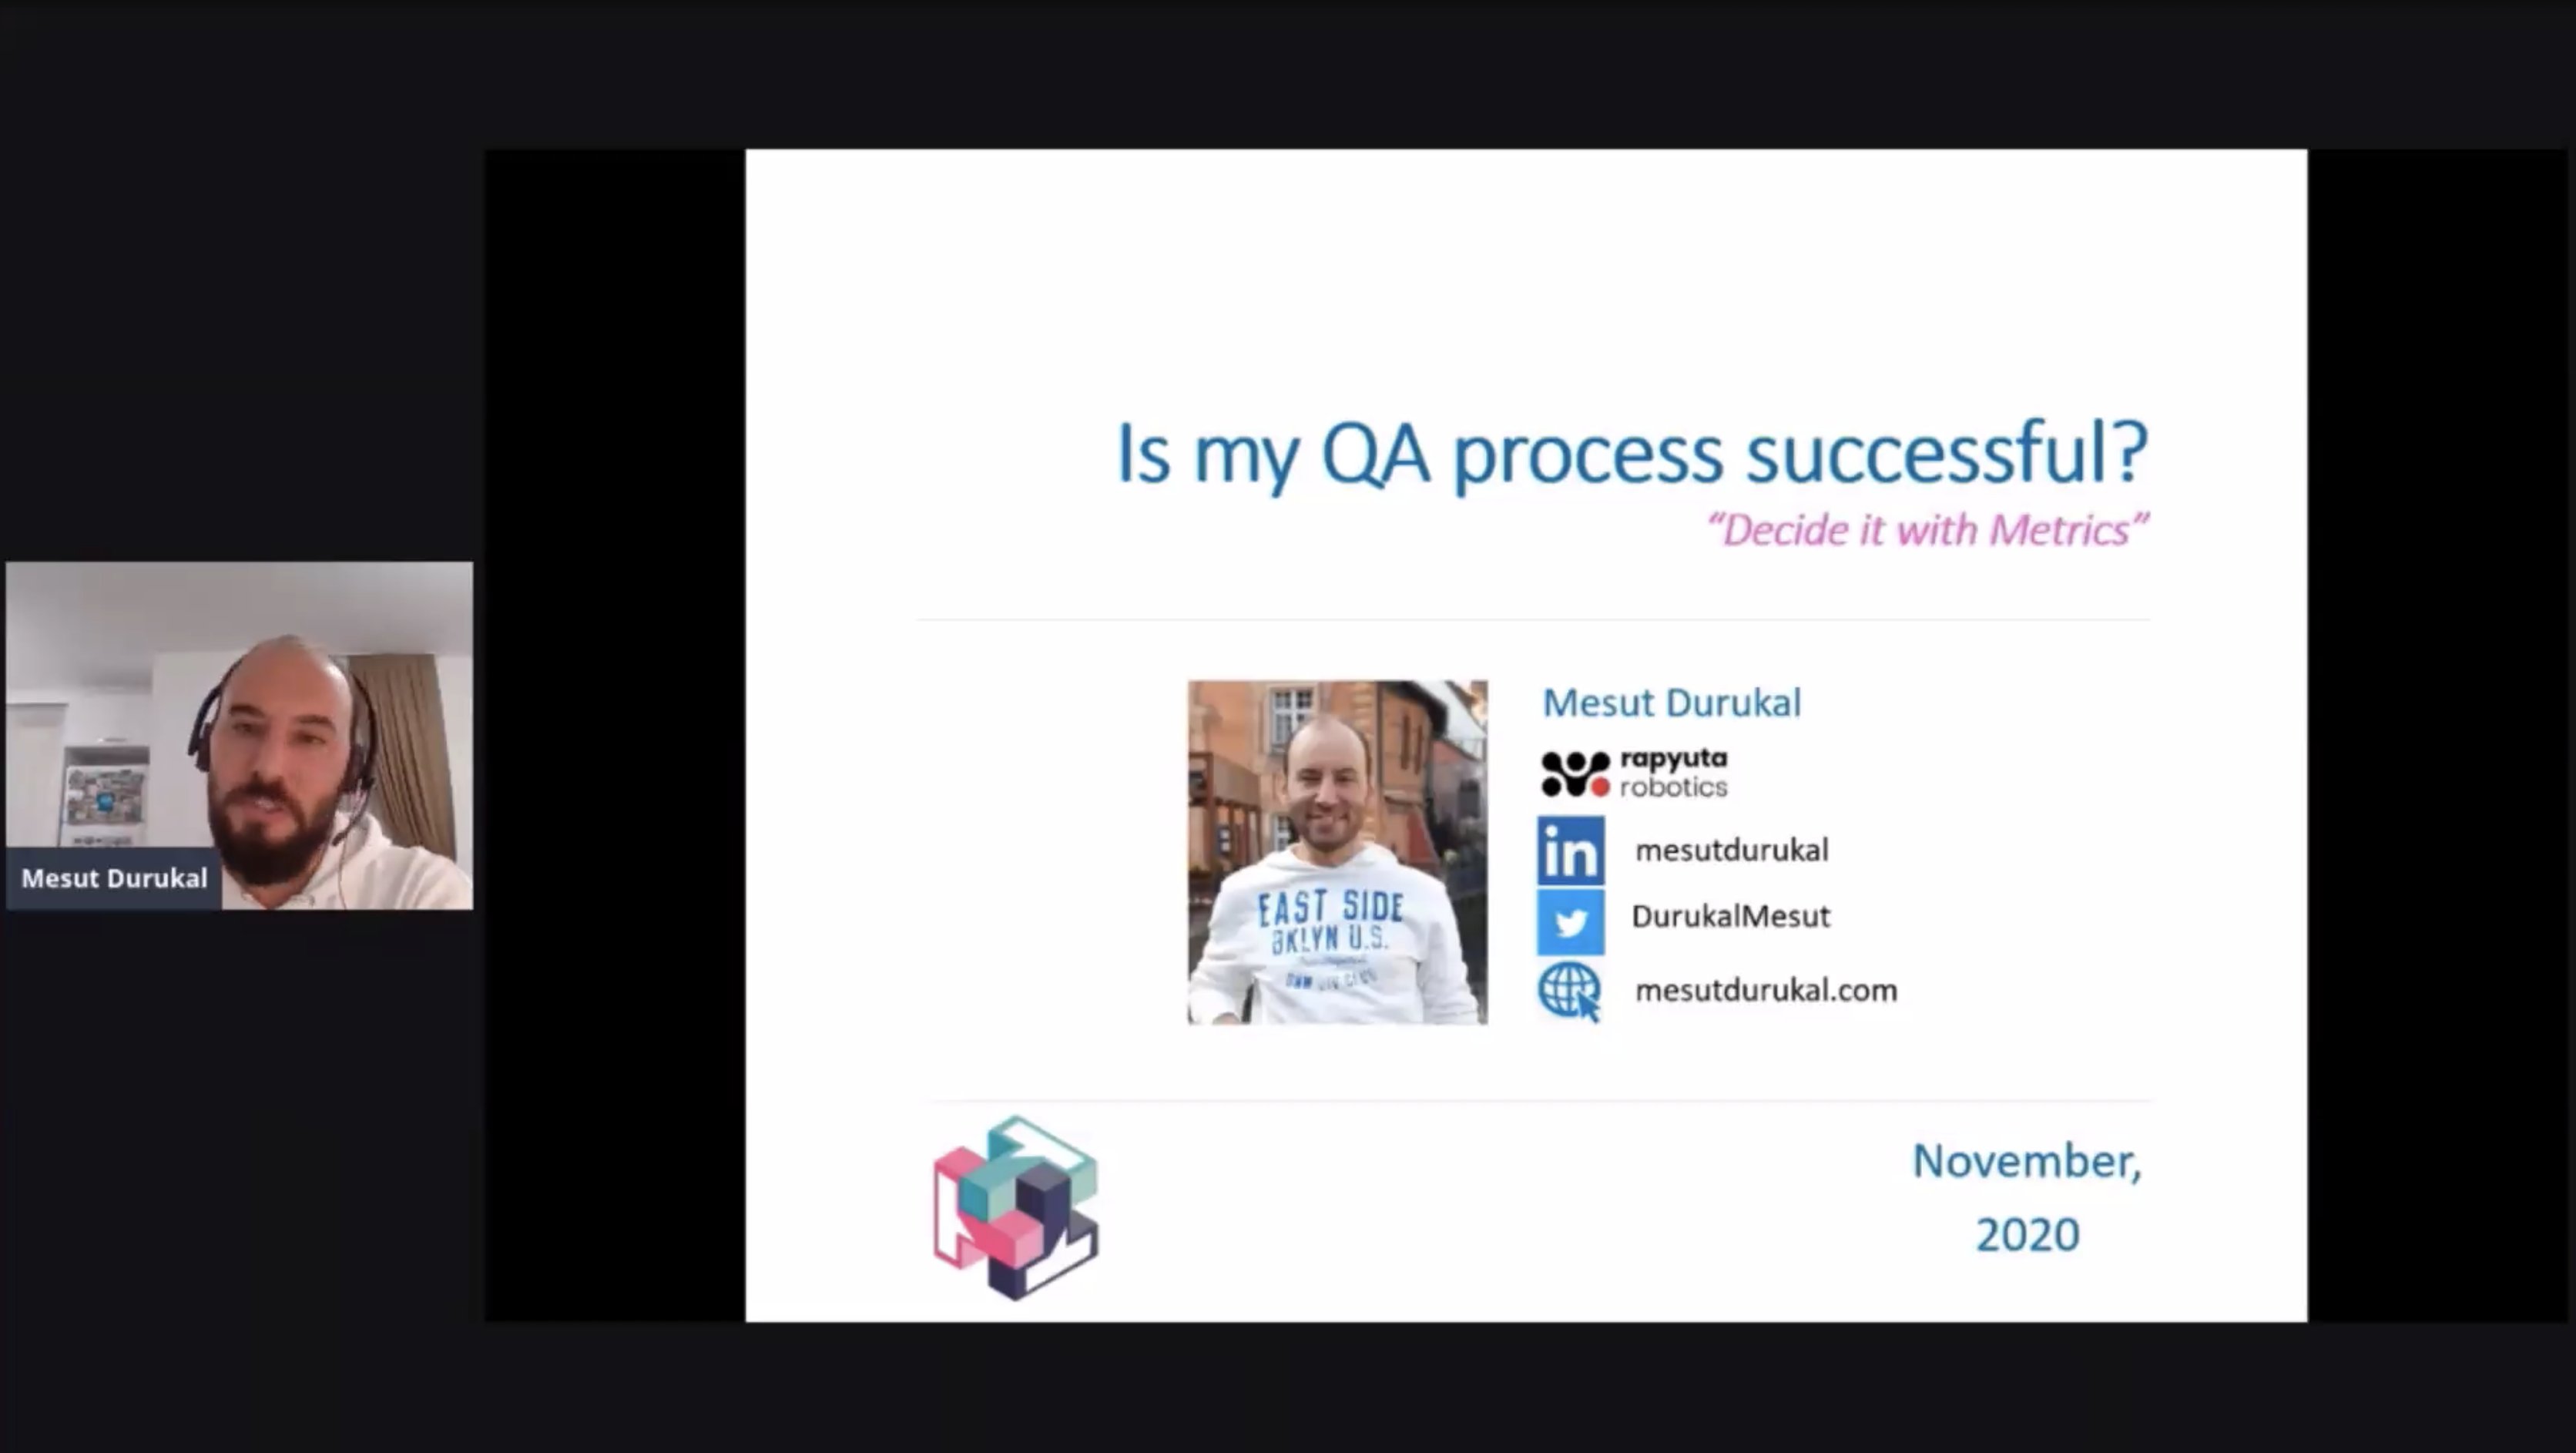 Is my QA process successful?
“Decide it with Metrics”
Mesut Durukal
rapyuta
robotics
in
mesutdurukal
DurukalMesut
mesutdurukal.com
EAST SIDE
BKLYN U.S.
November,
2020
Mesut Durukal